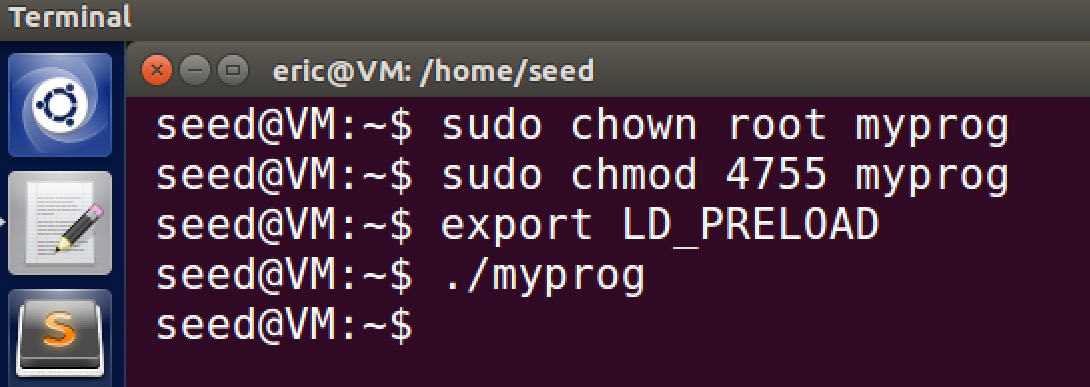 Terminal
eric@VM: /home/seed
seed@VM:~$ sudo chown root myprog
seed@VM:~$ sudo chmod 4755 myprog
seed@VM:~$ export LD_PRELOAD
seed@VM:~$ ./myprog
seed@VM:~$